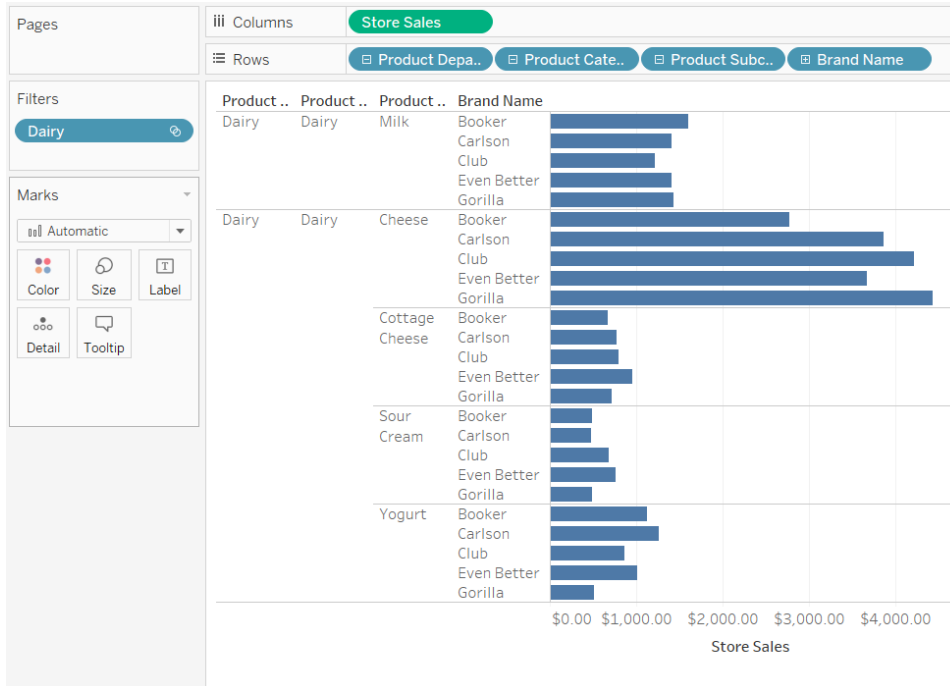 Pages
Columns
Store Sales
Rows
Product Depa..
Product Cate..
Product Subc..
Brand Name
Filters
Dairy
Marks
Automatic
Color
Size
Label
Detail
Tooltip
Product .. Product .. Product .. Brand Name
Dairy Dairy Milk Booker
Carlson
Club
Even Better
Gorilla
Dairy Dairy Cheese Booker
Carlson
Club
Even Better
Gorilla
Cottage Booker
Cheese Carlson
Club
Even Better
Gorilla
Sour Booker
Cream Carlson
Club
Even Better
Gorilla
Yogurt Booker
Carlson
Club
Even Better
Gorilla
$0.00 $1,000.00 $2,000.00 $3,000.00 $4,000.00
Store Sales